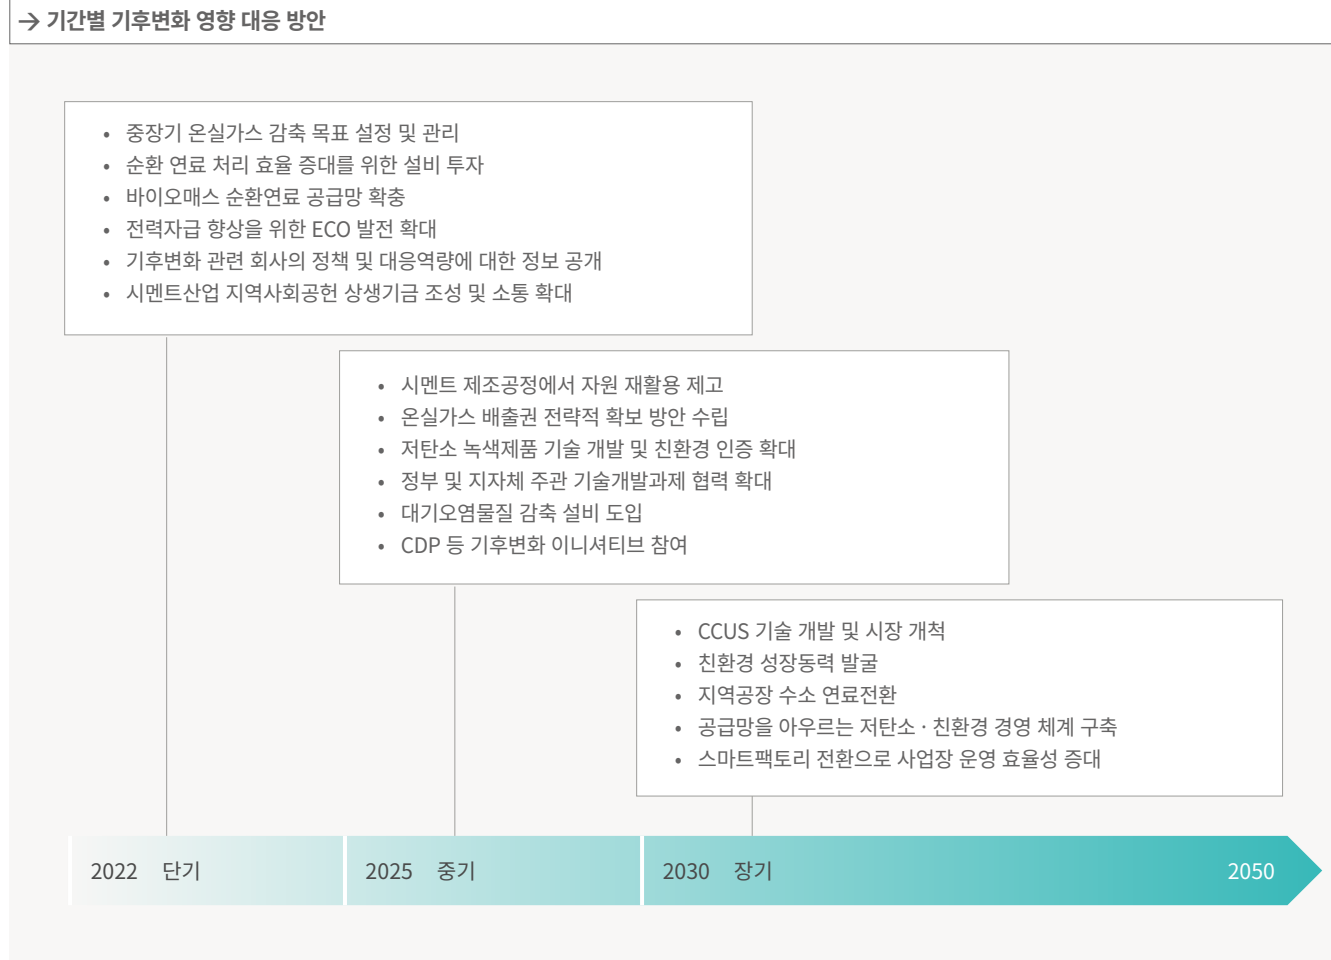 → 기간별 기후변화 영향 대응 방안
• 중장기 온실가스 감축 목표 설정 및 관리
• 순환 연료 처리 효율 증대를 위한 설비 투자
• 바이오매스 순환연료 공급망 확충
• 전력자급 향상을 위한 ECO 발전 확대
• 기후변화 관련 회사의 정책 및 대응역량에 대한 정보 공개
• 시멘트산업 지역사회공헌 상생기금 조성 및 소통 확대
• 시멘트 제조공정에서 자원 재활용 제고
• 온실가스 배출권 전략적 확보 방안 수립
• 저탄소 녹색제품 기술 개발 및 친환경 인증 확대
• 정부 및 지자체 주관 기술개발과제 협력 확대
• 대기오염물질 감축 설비 도입
• CDP 등 기후변화 이니셔티브 참여
• CCUS 기술 개발 및 시장 개척
• 친환경 성장동력 발굴
• 지역공장 수소 연료전환
• 공급망을 아우르는 저탄소 · 친환경 경영 체계 구축
• 스마트팩토리 전환으로 사업장 운영 효율성 증대
2022 단기
2025 중기
2030 장기
2050